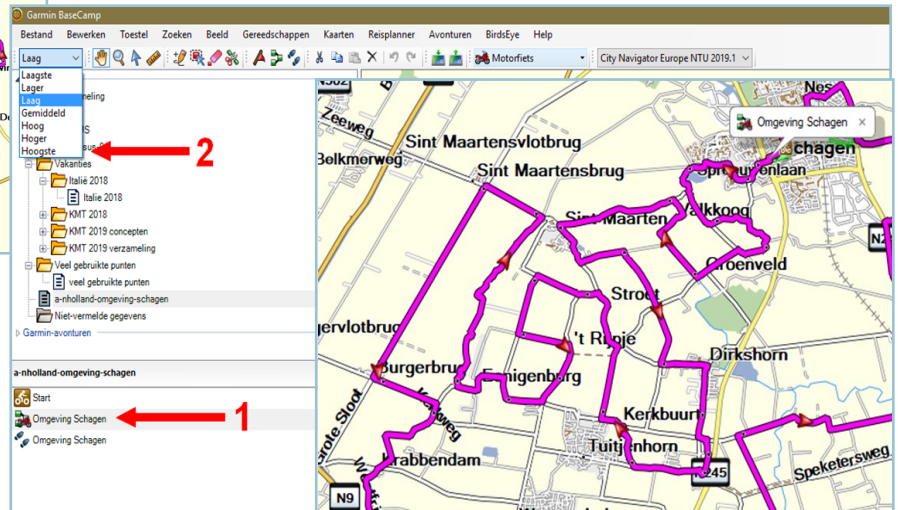 Garmin BaseCamp
Bestand Bewerken Toestel Zoeken Beeld Gereedschappen Kaarten Reisplanner Avonturen BirdsEye Help
Laag Motorfiets City Navigator Europe NTU 2019.1
Laagste
Lager
Laag
Gemiddeld
Hoog
Hoger
Hoogste
2
meling
Vakanties
Italië 2018
Italie 2018
KMT 2018
KMT 2019 concepten
KMT 2019 verzameling
Veel gebruikte punten
veel gebruikte punten
a-nholland-omgeving-schagen
Niet-vermelde gegevens
Garmin-avonturen
a-nholland-omgeving-schagen
Start
Omgeving Schagen
1
Omgeving Schagen
Omgeving Schagen
chagen
Zeeweg
Sint Maartensvlotbrug
Belkmerweg
Sint Maartensbrug
Sint Maarten
Valkkoog
Groenveld
Stroet
't Rijpje
Dirkshorn
Burgerbrug
Eenigenburg
Kerkbuurt
Kerkweg
Tuitjenhorn
Krabbendam
N245
Speketersweg
N9